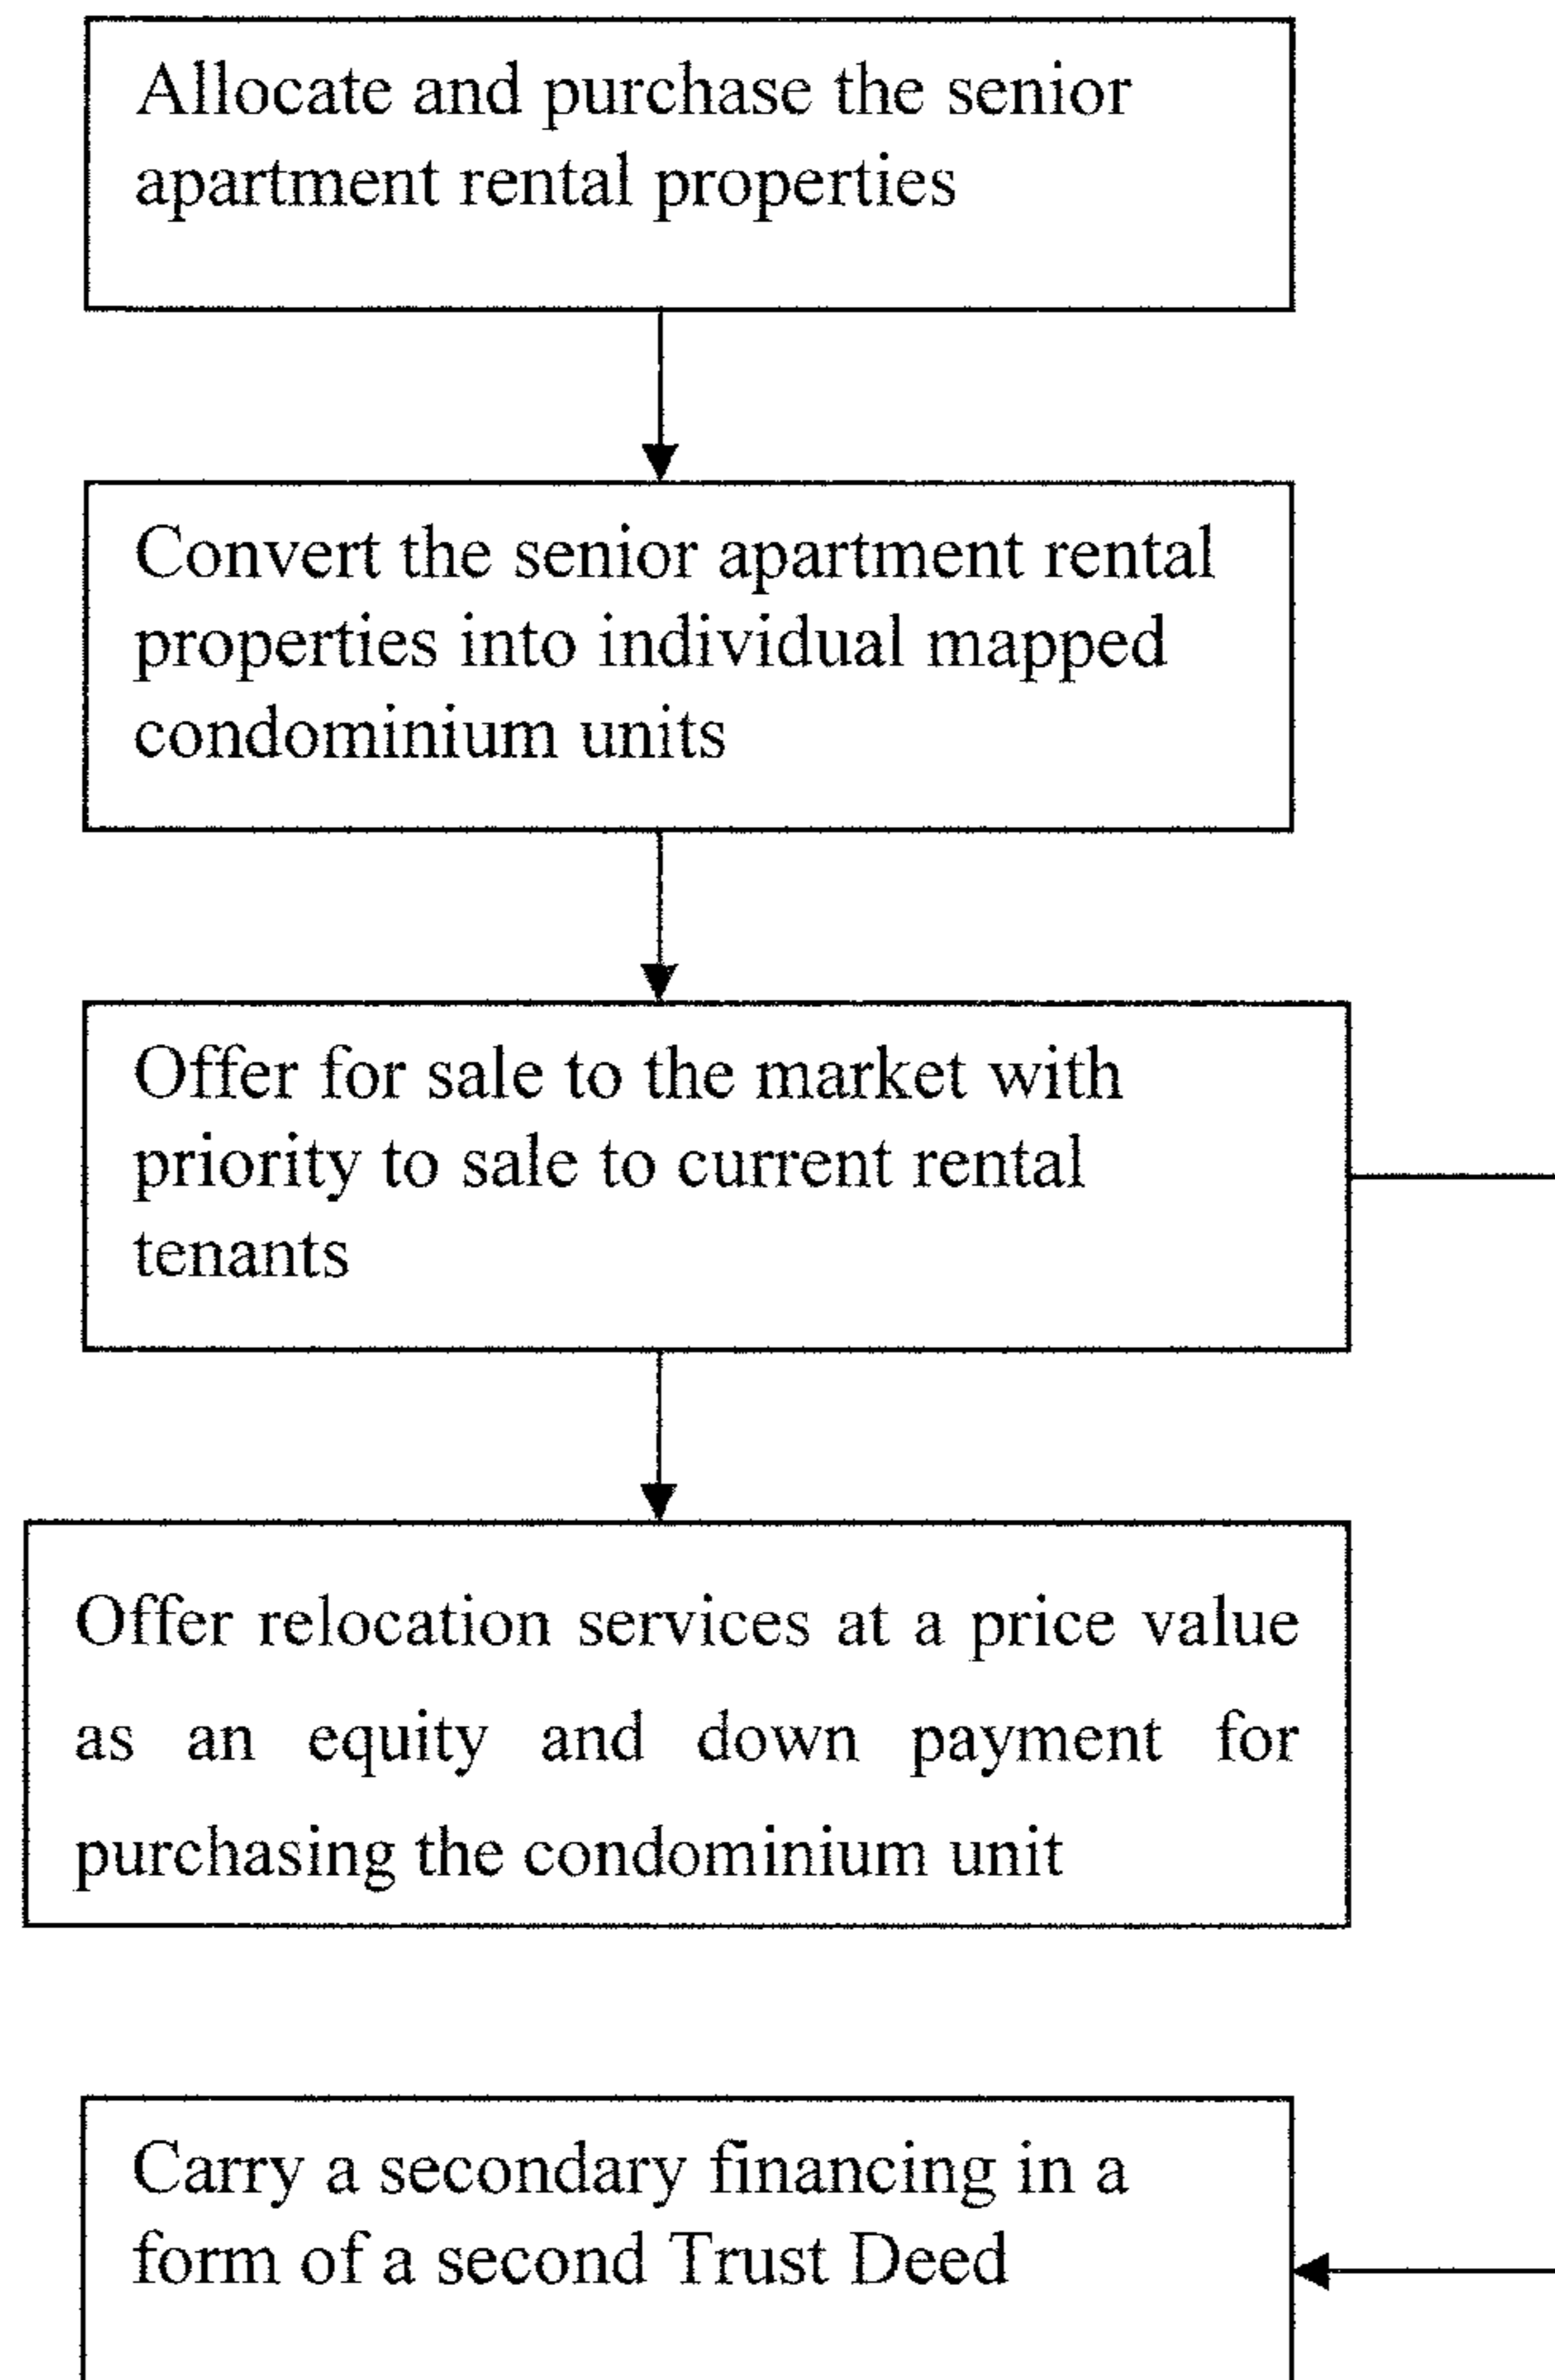 Allocate and purchase the senior
apartment rental properties
Convert the senior apartment rental
properties into individual mapped
condominium units
Offer for sale to the market with
priority to sale to current rental
tenants
Offer relocation services at a price value
as an equity and down payment for
purchasing the condominium unit
Carry a secondary financing in a
form of a second Trust Deed